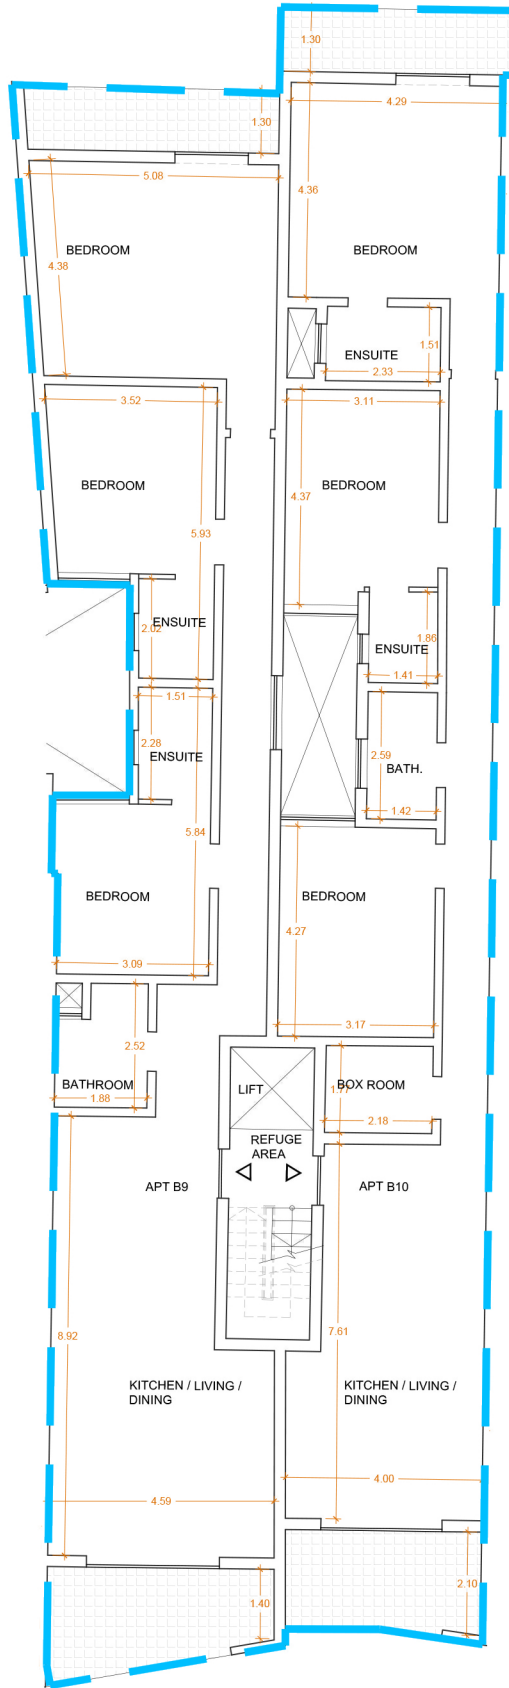 1.30
4.29
1.30
5.08
4.36
BEDROOM
BEDROOM
4.38
1.51
ENSUITE
2.33
3.52
3.11
BEDROOM
BEDROOM
4.37
5.93
2.02
ENSUITE
1.86
ENSUITE
1.41
1.51
2.28
ENSUITE
2.59
BATH.
1.42
5.84
BEDROOM
BEDROOM
4.27
3.09
3.17
2.52
BATHROOM
1.88
LIFT
BOX ROOM
2.18
REFUGE
AREA
APT B9
APT B10
8.92
7.61
KITCHEN / LIVING /
DINING
KITCHEN / LIVING /
DINING
4.59
4.00
1.40
2.10